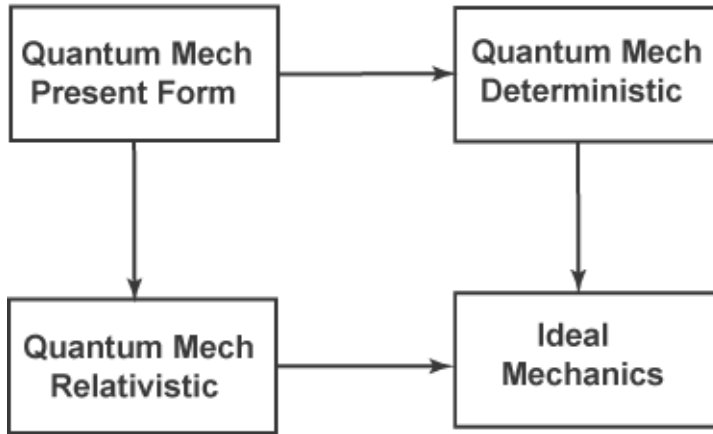 Quantum Mech
Present Form
Quantum Mech
Deterministic
Quantum Mech
Relativistic
Ideal
Mechanics